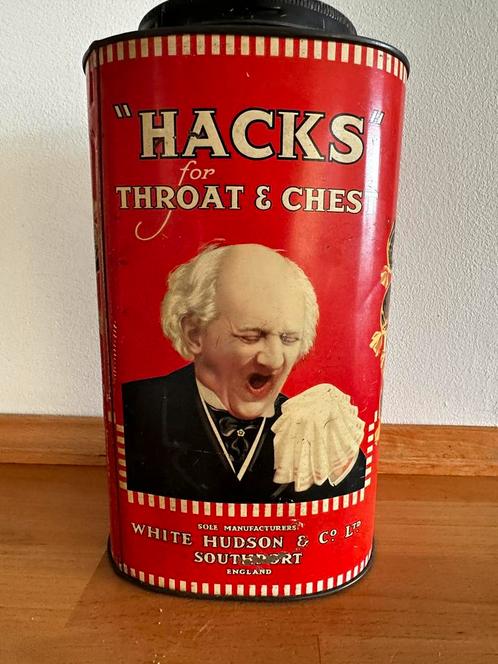 "HACKS"
for
THROAT & CHES
SOLE MANUFACTURERS
WHITE HUDSON & Cº LTD
SOUTHPORT
ENGLAND